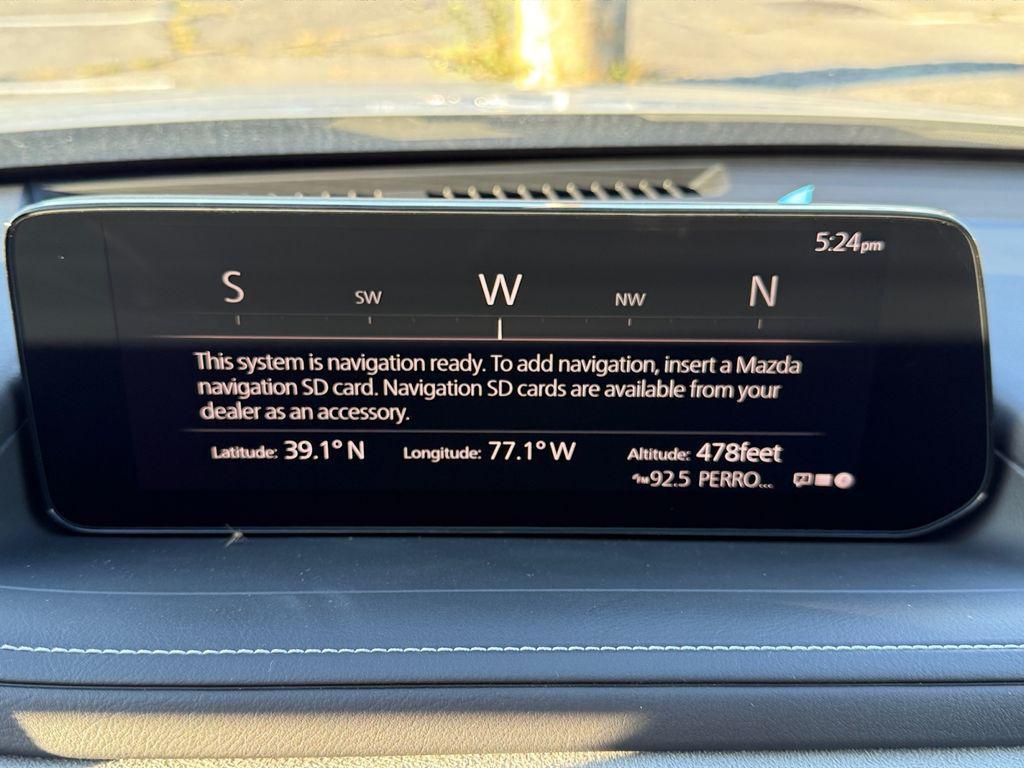 5:24pm
S SW W NW N
This system is navigation ready. To add navigation, insert a Mazda
navigation SD card. Navigation SD cards are available from your
dealer as an accessory.
Latitude: 39.1° N Longitude: 77.1° W Altitude: 478feet
FM 92.5 PERRO...